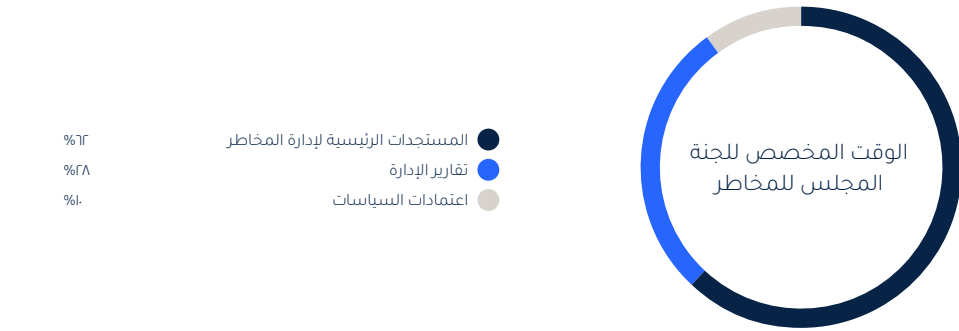 الوقت المخصص للجنة
المجلس للمخاطر
المستجدات الرئيسية لإدارة المخاطر ٦٢%
تقارير الإدارة ٢٨%
اعتمادات السياسات ١٠%